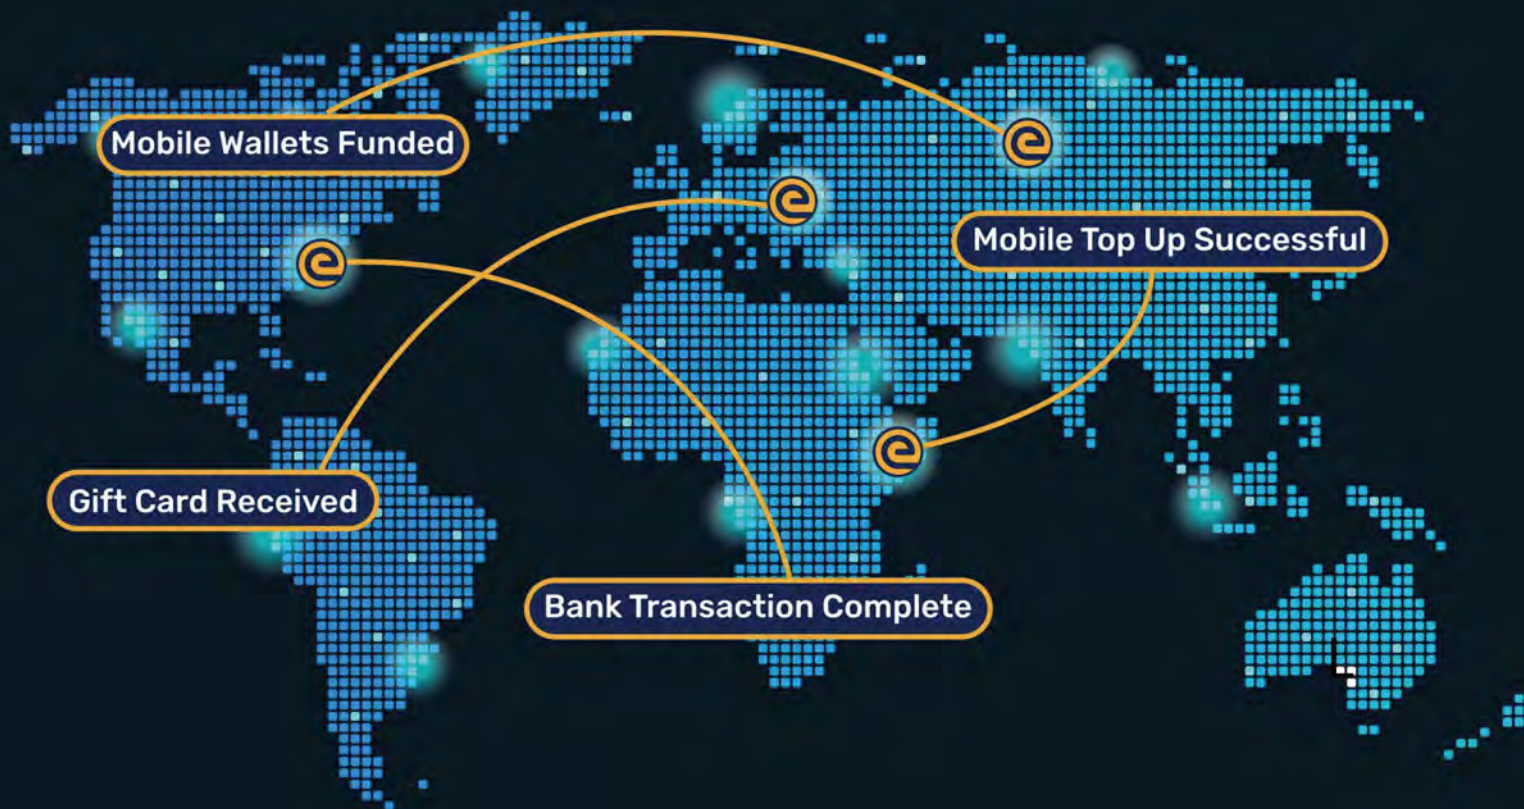 Mobile Wallets Funded
Mobile Top Up Successful
Gift Card Received
Bank Transaction Complete